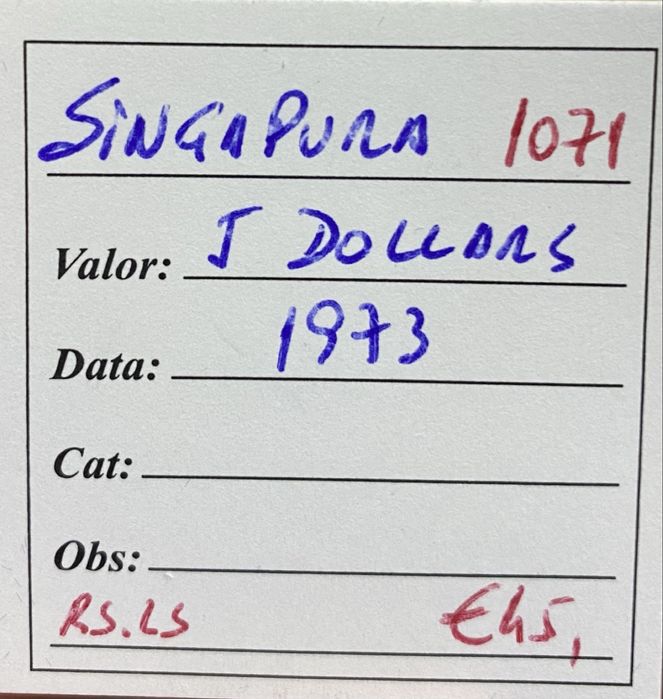 SiNGAPURA 1071
Valor: 5 DOLLARS
Data: 1973
Cat:
Obs:
RS.LS €45,